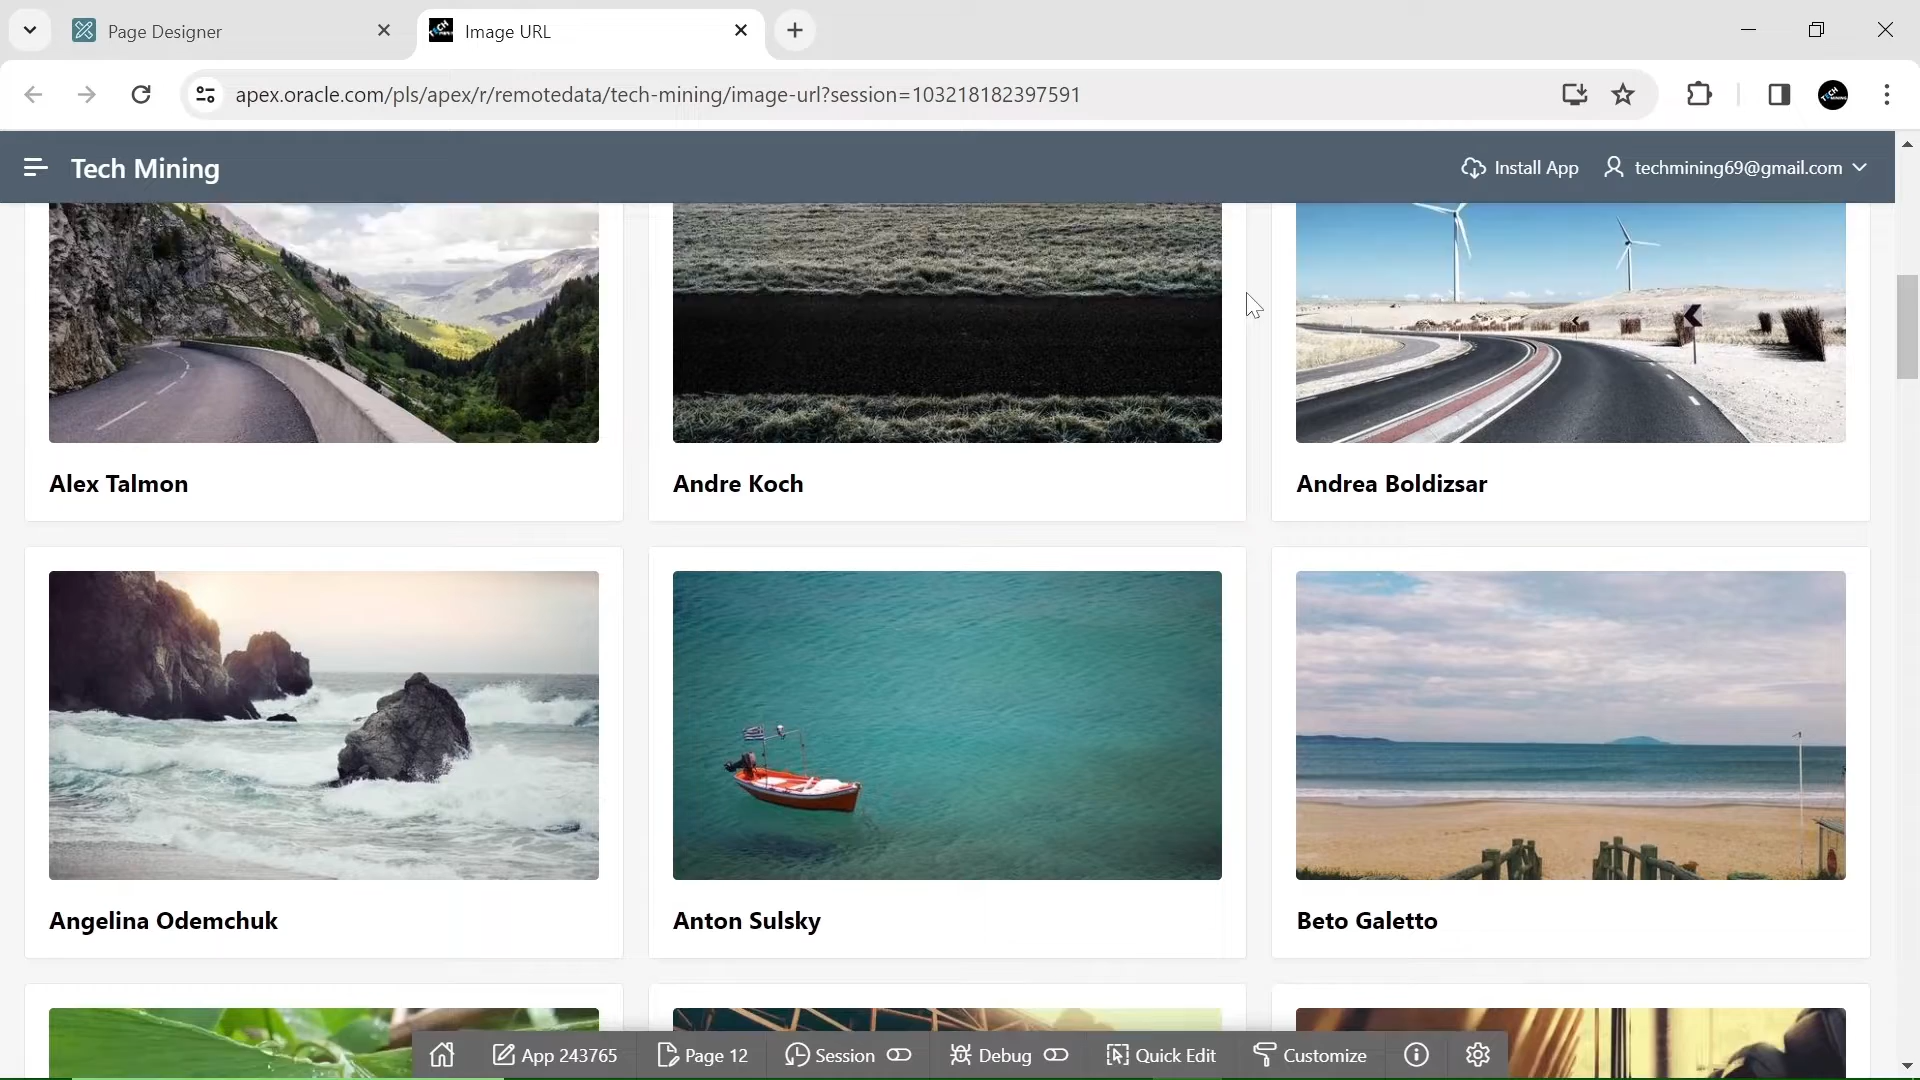 Page Designer
Image URL
apex.oracle.com/pls/apex/r/remotedata/tech-mining/image-url?session=103218182397591
Tech Mining
Install App
techmining69@gmail.com
Alex Talmon
Andre Koch
Andrea Boldizsar
Angelina Odemchuk
Anton Sulsky
Beto Galetto
App 243765
Page 12
Session
Debug
Quick Edit
Customize